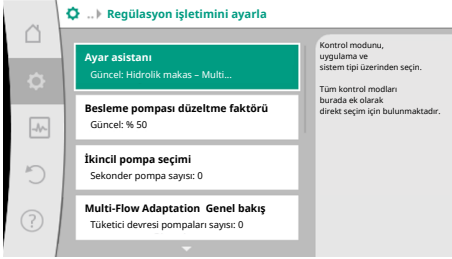 .. Regülasyon işletimini ayarla
Ayar asistanı
Güncel: Hidrolik makas – Multi...
Besleme pompası düzeltme faktörü
Güncel: % 50
İkincil pompa seçimi
Sekonder pompa sayısı: 0
Multi-Flow Adaptation Genel bakış
Tüketici devresi pompaları sayısı: 0
Kontrol modunu,
uygulama ve
sistem tipi üzerinden seçin.
Tüm kontrol modları
burada ek olarak
direkt seçim için bulunmaktadır.
?